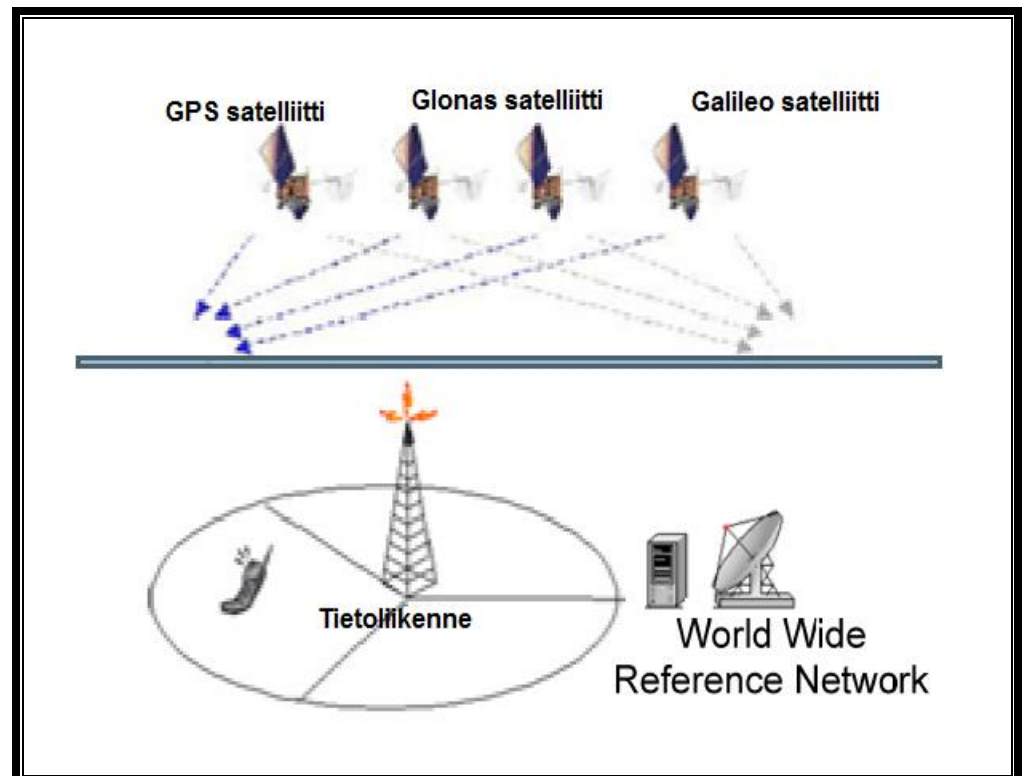 GPS satelliitti
Glonas satelliitti
Galileo satelliitti
Tietoliikenne
World Wide
Reference Network